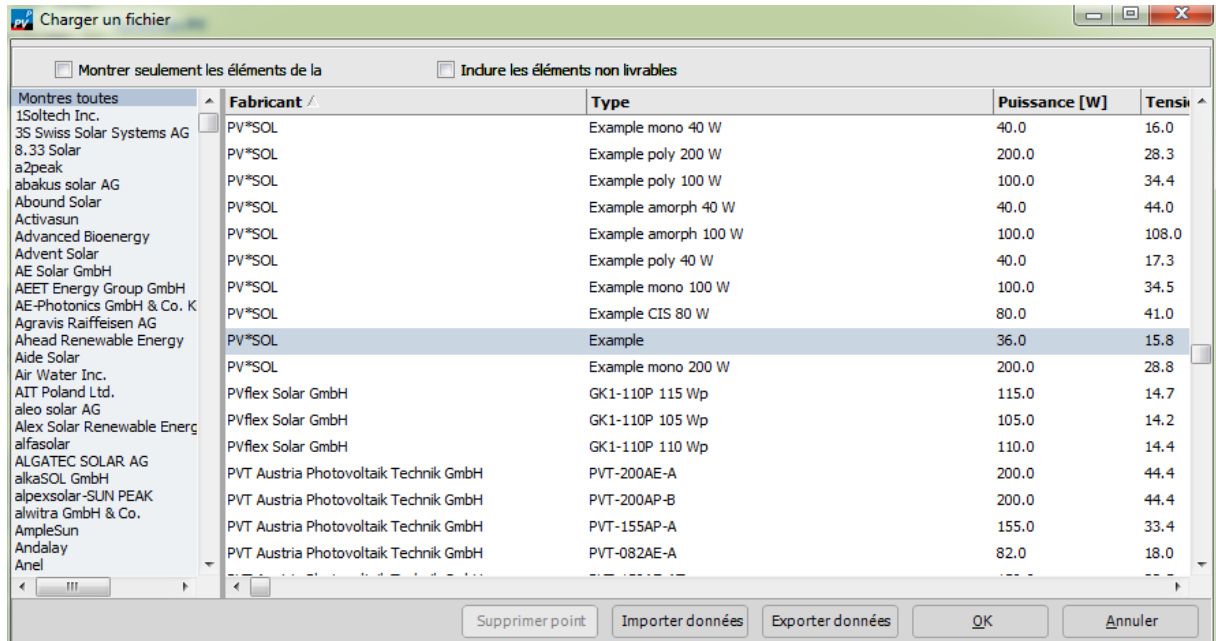 Charger un fichier
Montrer seulement les éléments de la
Inclure les éléments non livrables
Montres toutes
1Soltech Inc.
3S Swiss Solar Systems AG
8.33 Solar
a2peak
abakus solar AG
Abound Solar
Activasun
Advanced Bioenergy
Advent Solar
AE Solar GmbH
AEET Energy Group GmbH
AE-Photonics GmbH & Co. K
Agravis Raiffeisen AG
Ahead Renewable Energy
Aide Solar
Air Water Inc.
AIT Poland Ltd.
aleo solar AG
Alex Solar Renewable Energ
alfasolar
ALGATEC SOLAR AG
alkaSOL GmbH
alpexsolar-SUN PEAK
alwitra GmbH & Co.
AmpleSun
Andalay
Anel
Fabricant Type Puissance [W] Tensi
PV*SOL Example mono 40 W 40.0 16.0
PV*SOL Example poly 200 W 200.0 28.3
PV*SOL Example poly 100 W 100.0 34.4
PV*SOL Example amorph 40 W 40.0 44.0
PV*SOL Example amorph 100 W 100.0 108.0
PV*SOL Example poly 40 W 40.0 17.3
PV*SOL Example mono 100 W 100.0 34.5
PV*SOL Example CIS 80 W 80.0 41.0
PV*SOL Example 36.0 15.8
PV*SOL Example mono 200 W 200.0 28.8
PVflex Solar GmbH GK1-110P 115 Wp 115.0 14.7
PVflex Solar GmbH GK1-110P 105 Wp 105.0 14.2
PVflex Solar GmbH GK1-110P 110 Wp 110.0 14.4
PVT Austria Photovoltaik Technik GmbH PVT-200AE-A 200.0 44.4
PVT Austria Photovoltaik Technik GmbH PVT-200AP-B 200.0 44.4
PVT Austria Photovoltaik Technik GmbH PVT-155AP-A 155.0 33.4
PVT Austria Photovoltaik Technik GmbH PVT-082AE-A 82.0 18.0
Supprimer point Importer données Exporter données OK Annuler